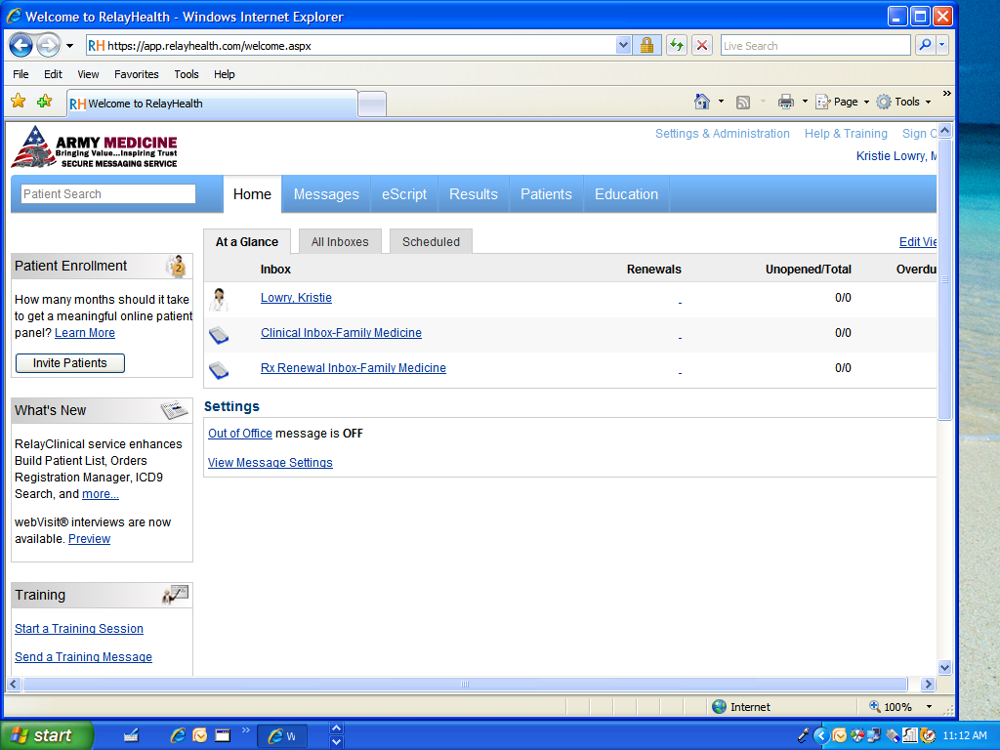 Welcome to RelayHealth - Windows Internet Explorer
RH https://app.relayhealth.com/welcome.aspx
Live Search
File Edit View Favorites Tools Help
RH Welcome to RelayHealth
Page Tools
ARMY MEDICINE
Bringing Value...Inspiring Trust
SECURE MESSAGING SERVICE
Settings & Administration Help & Training Sign O
Kristie Lowry, M
Patient Search
Home Messages eScript Results Patients Education
At a Glance All Inboxes Scheduled Edit Vie
Inbox Renewals Unopened/Total Overdu
Lowry, Kristie - 0/0
Clinical Inbox-Family Medicine - 0/0
Rx Renewal Inbox-Family Medicine - 0/0
Settings
Out of Office message is OFF
View Message Settings
Patient Enrollment
How many months should it take
to get a meaningful online patient
panel? Learn More
Invite Patients
What's New
RelayClinical service enhances
Build Patient List, Orders
Registration Manager, ICD9
Search, and more...
webVisit® interviews are now
available. Preview
Training
Start a Training Session
Send a Training Message
Internet 100%
start W 11:12 AM